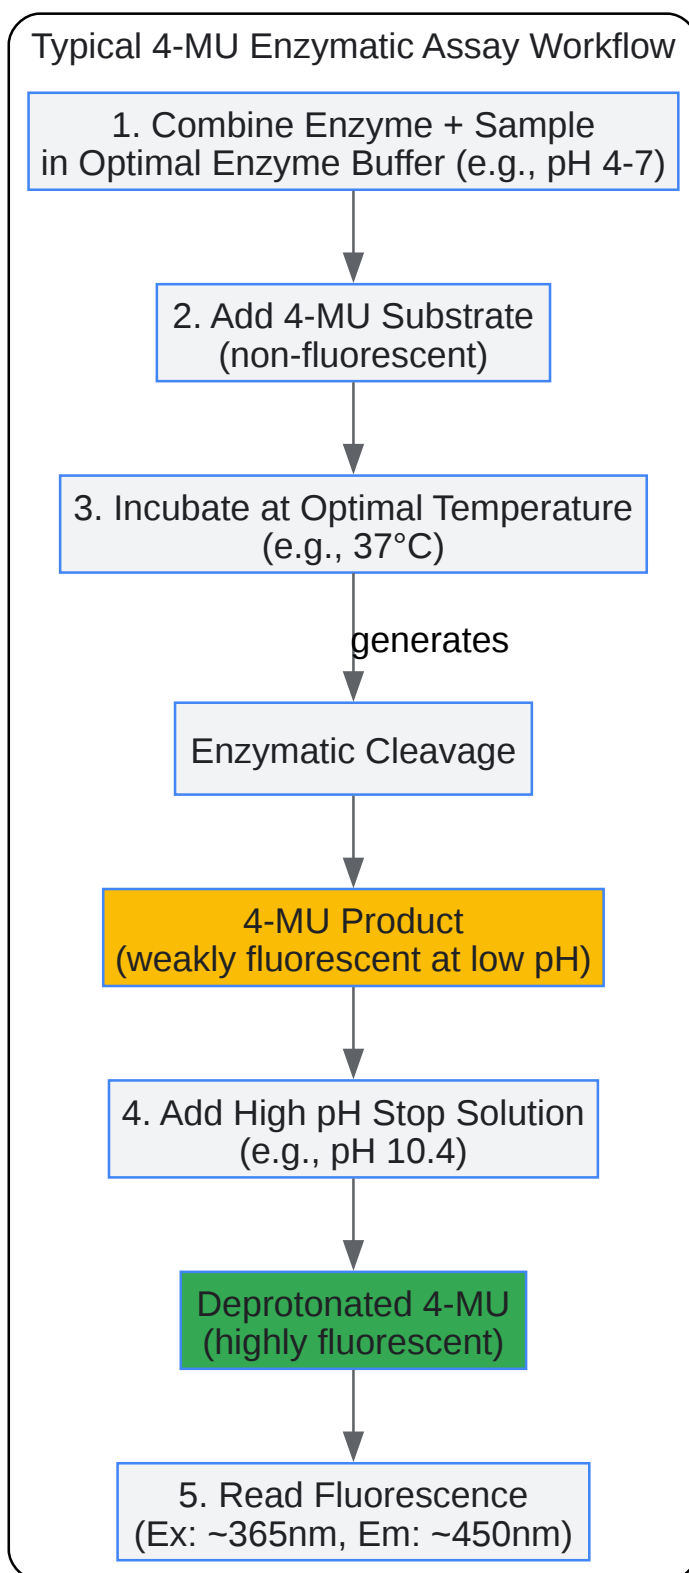 Typical 4-MU Enzymatic Assay Workflow
1. Combine Enzyme + Sample
in Optimal Enzyme Buffer (e.g., pH 4-7)
2. Add 4-MU Substrate
(non-fluorescent)
3. Incubate at Optimal Temperature
(e.g., 37°C)
generates
Enzymatic Cleavage
4-MU Product
(weakly fluorescent at low pH)
4. Add High pH Stop Solution
(e.g., pH 10.4)
Deprotonated 4-MU
(highly fluorescent)
5. Read Fluorescence
(Ex: ~365nm, Em: ~450nm)